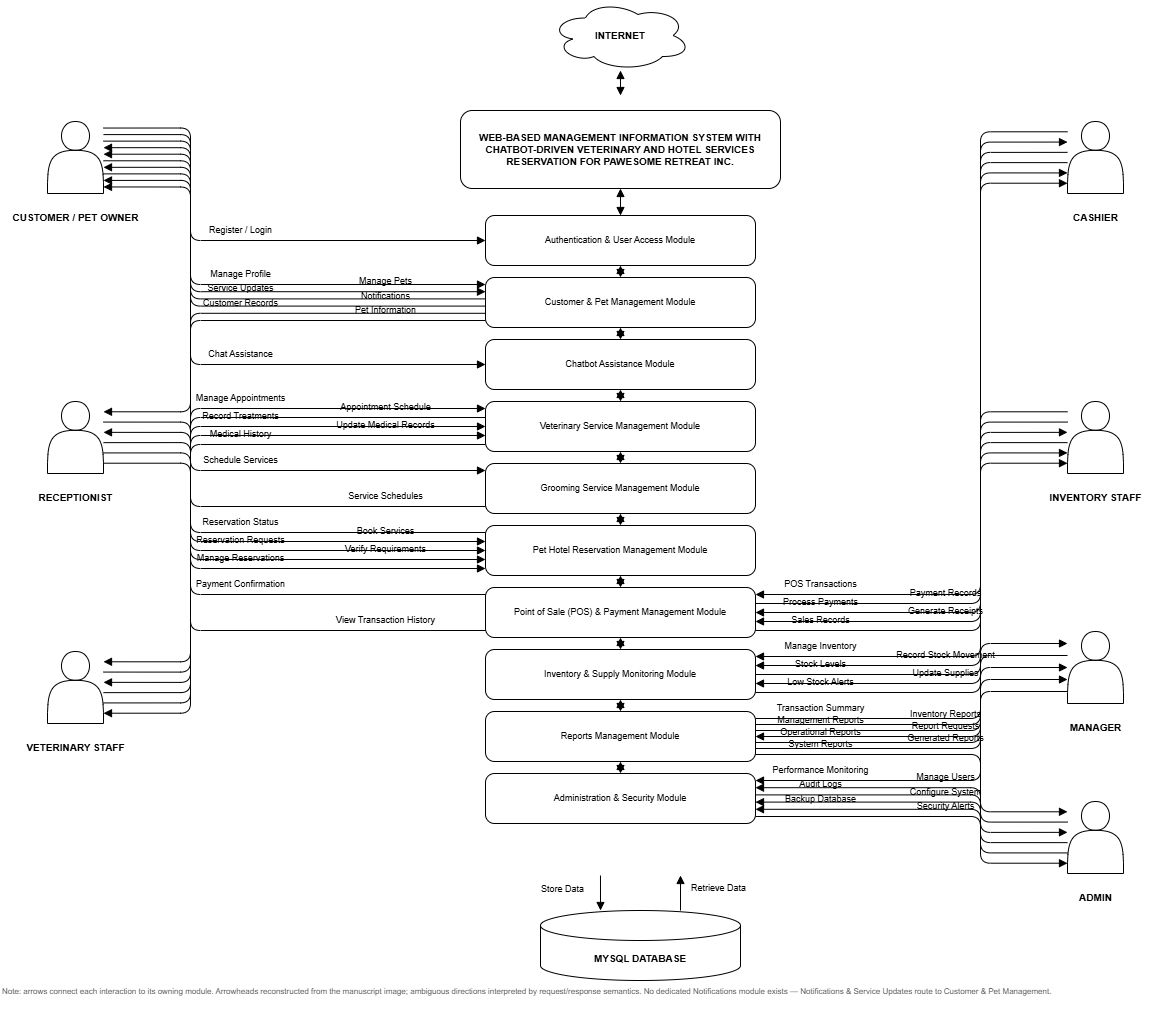 INTERNET
WEB-BASED MANAGEMENT INFORMATION SYSTEM WITH
CHATBOT-DRIVEN VETERINARY AND HOTEL SERVICES
RESERVATION FOR PAWESOME RETREAT INC.
CUSTOMER / PET OWNER
CASHIER
Register / Login
Authentication & User Access Module
Manage Profile
Manage Pets
Service Updates
Notifications
Customer Records
Pet Information
Customer & Pet Management Module
Chat Assistance
Chatbot Assistance Module
Manage Appointments
Appointment Schedule
Record Treatments
Update Medical Records
Medical History
Veterinary Service Management Module
Schedule Services
Service Schedules
Grooming Service Management Module
RECEPTIONIST
INVENTORY STAFF
Reservation Status
Book Services
Reservation Requests
Verify Requirements
Manage Reservations
Pet Hotel Reservation Management Module
Payment Confirmation
View Transaction History
Point of Sale (POS) & Payment Management Module
POS Transactions
Payment Records
Process Payments
Generate Receipts
Sales Records
Inventory & Supply Monitoring Module
Manage Inventory
Record Stock Movement
Stock Levels
Update Supplies
Low Stock Alerts
VETERINARY STAFF
MANAGER
Reports Management Module
Transaction Summary
Inventory Reports
Management Reports
Report Requests
Operational Reports
Generated Reports
System Reports
Administration & Security Module
Performance Monitoring
Manage Users
Audit Logs
Configure System
Backup Database
Security Alerts
ADMIN
Store Data
Retrieve Data
MYSQL DATABASE
Note: arrows connect each interaction to its owning module. Arrowheads reconstructed from the manuscript image; ambiguous directions interpreted by request/response semantics. No dedicated Notifications module exists — Notifications & Service Updates route to Customer & Pet Management.